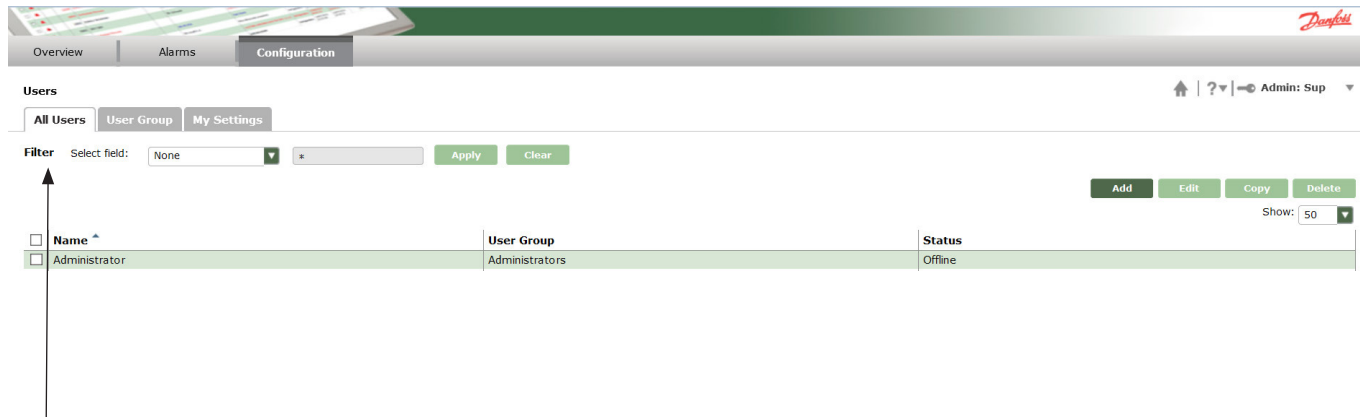 Danfoss
Overview Alarms Configuration
Users
? Admin: Sup
All Users User Group My Settings
Filter Select field: None * Apply Clear
Add Edit Copy Delete
Show: 50
Name User Group Status
Administrator Administrators Offline